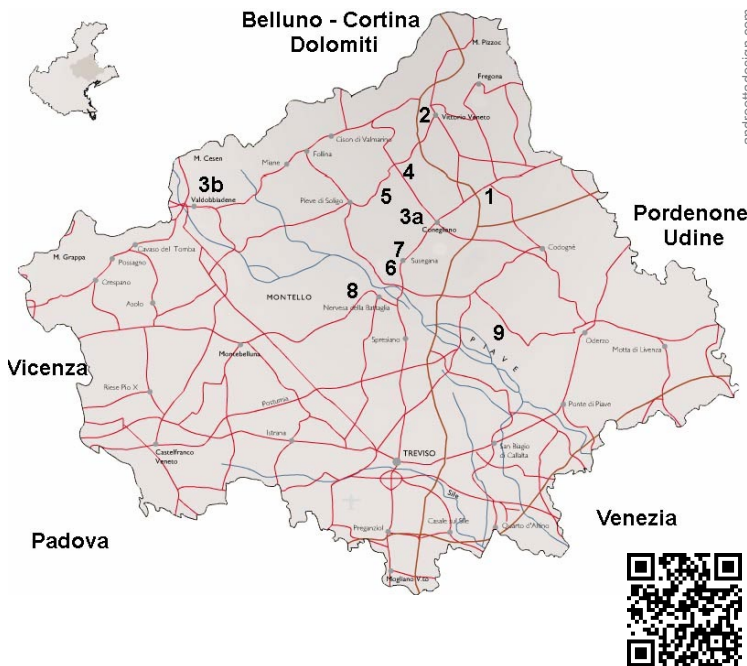 Belluno - Cortina
Dolomiti
andreottadesign.com
M. Pizzoc
Fregona
2
Vittorio Veneto
Cison di Valmarino
Follina
Miane
M. Cesen
3b
Valdobbiadene
4
5
1
Pieve di Soligo
3a
Conegliano
Pordenone
Udine
7
Susegana
6
Codognè
Cavaso del Tomba
M. Grappa
Possagno
Crespano
Asolo
MONTELLO
8
Nervesa della Battaglia
9
PIAVE
Spresiano
Oderzo
Motta di Livenza
Montebelluna
Vicenza
Riese Pio X
Postumia
Ponte di Piave
Istrana
Castelfranco
Veneto
TREVISO
San Biagio
di Callalta
Sile
Preganziol
Casale sul Sile
Quarto d'Altino
Venezia
Padova
Mogliano V.to